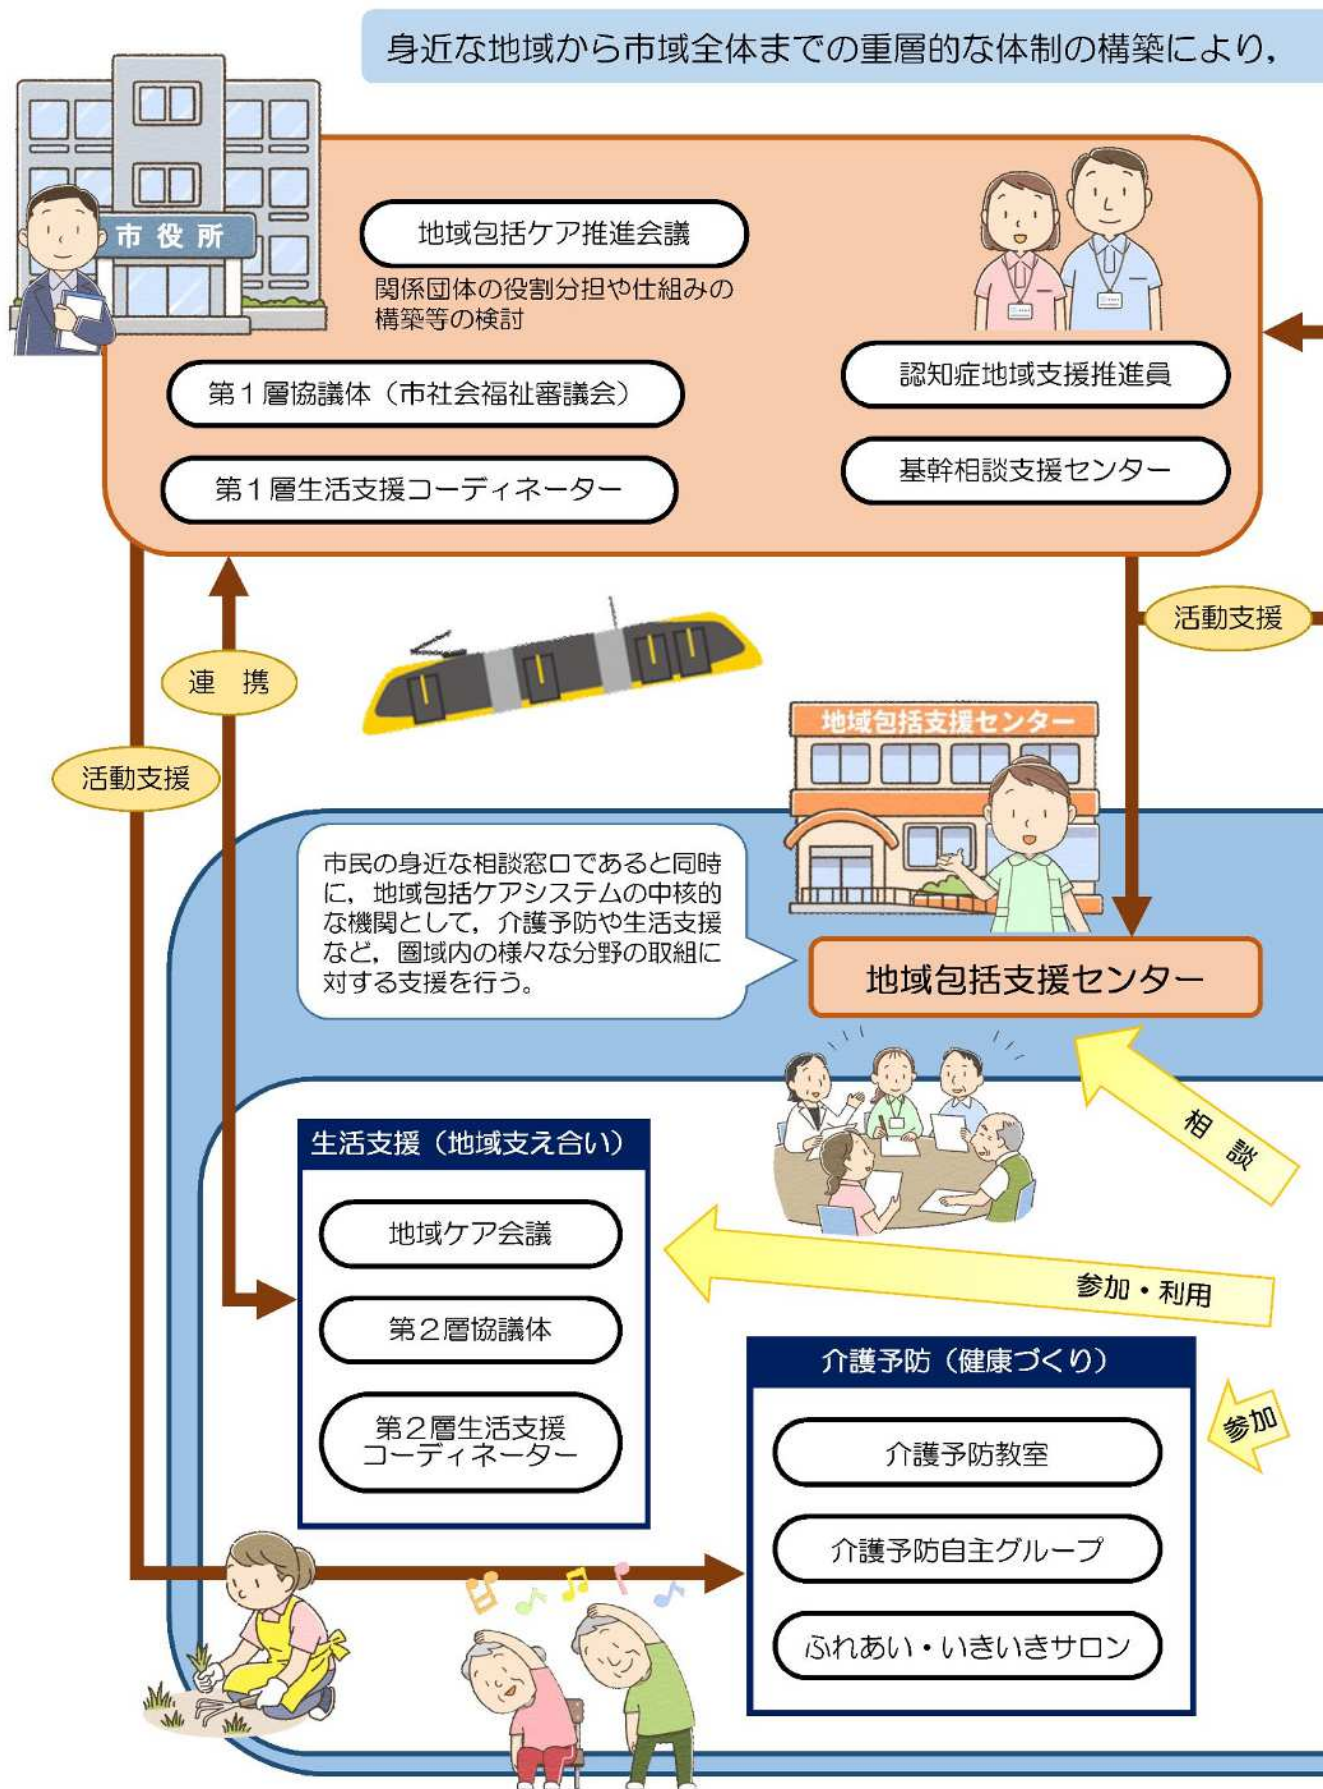 身近な地域から市域全体までの重層的な体制の構築により，
市役所
地域包括ケア推進会議
関係団体の役割分担や仕組みの
構築等の検討
第１層協議体（市社会福祉審議会）
第１層生活支援コーディネーター
認知症地域支援推進員
基幹相談支援センター
活動支援
連　携
活動支援
地域包括支援センター
市民の身近な相談窓口であると同時
に，地域包括ケアシステムの中核的
な機関として，介護予防や生活支援
など，圏域内の様々な分野の取組に
対する支援を行う。
地域包括支援センター
相　談
生活支援（地域支え合い）
地域ケア会議
第２層協議体
第２層生活支援
コーディネーター
参加・利用
介護予防（健康づくり）
介護予防教室
介護予防自主グループ
ふれあい・いきいきサロン
参加